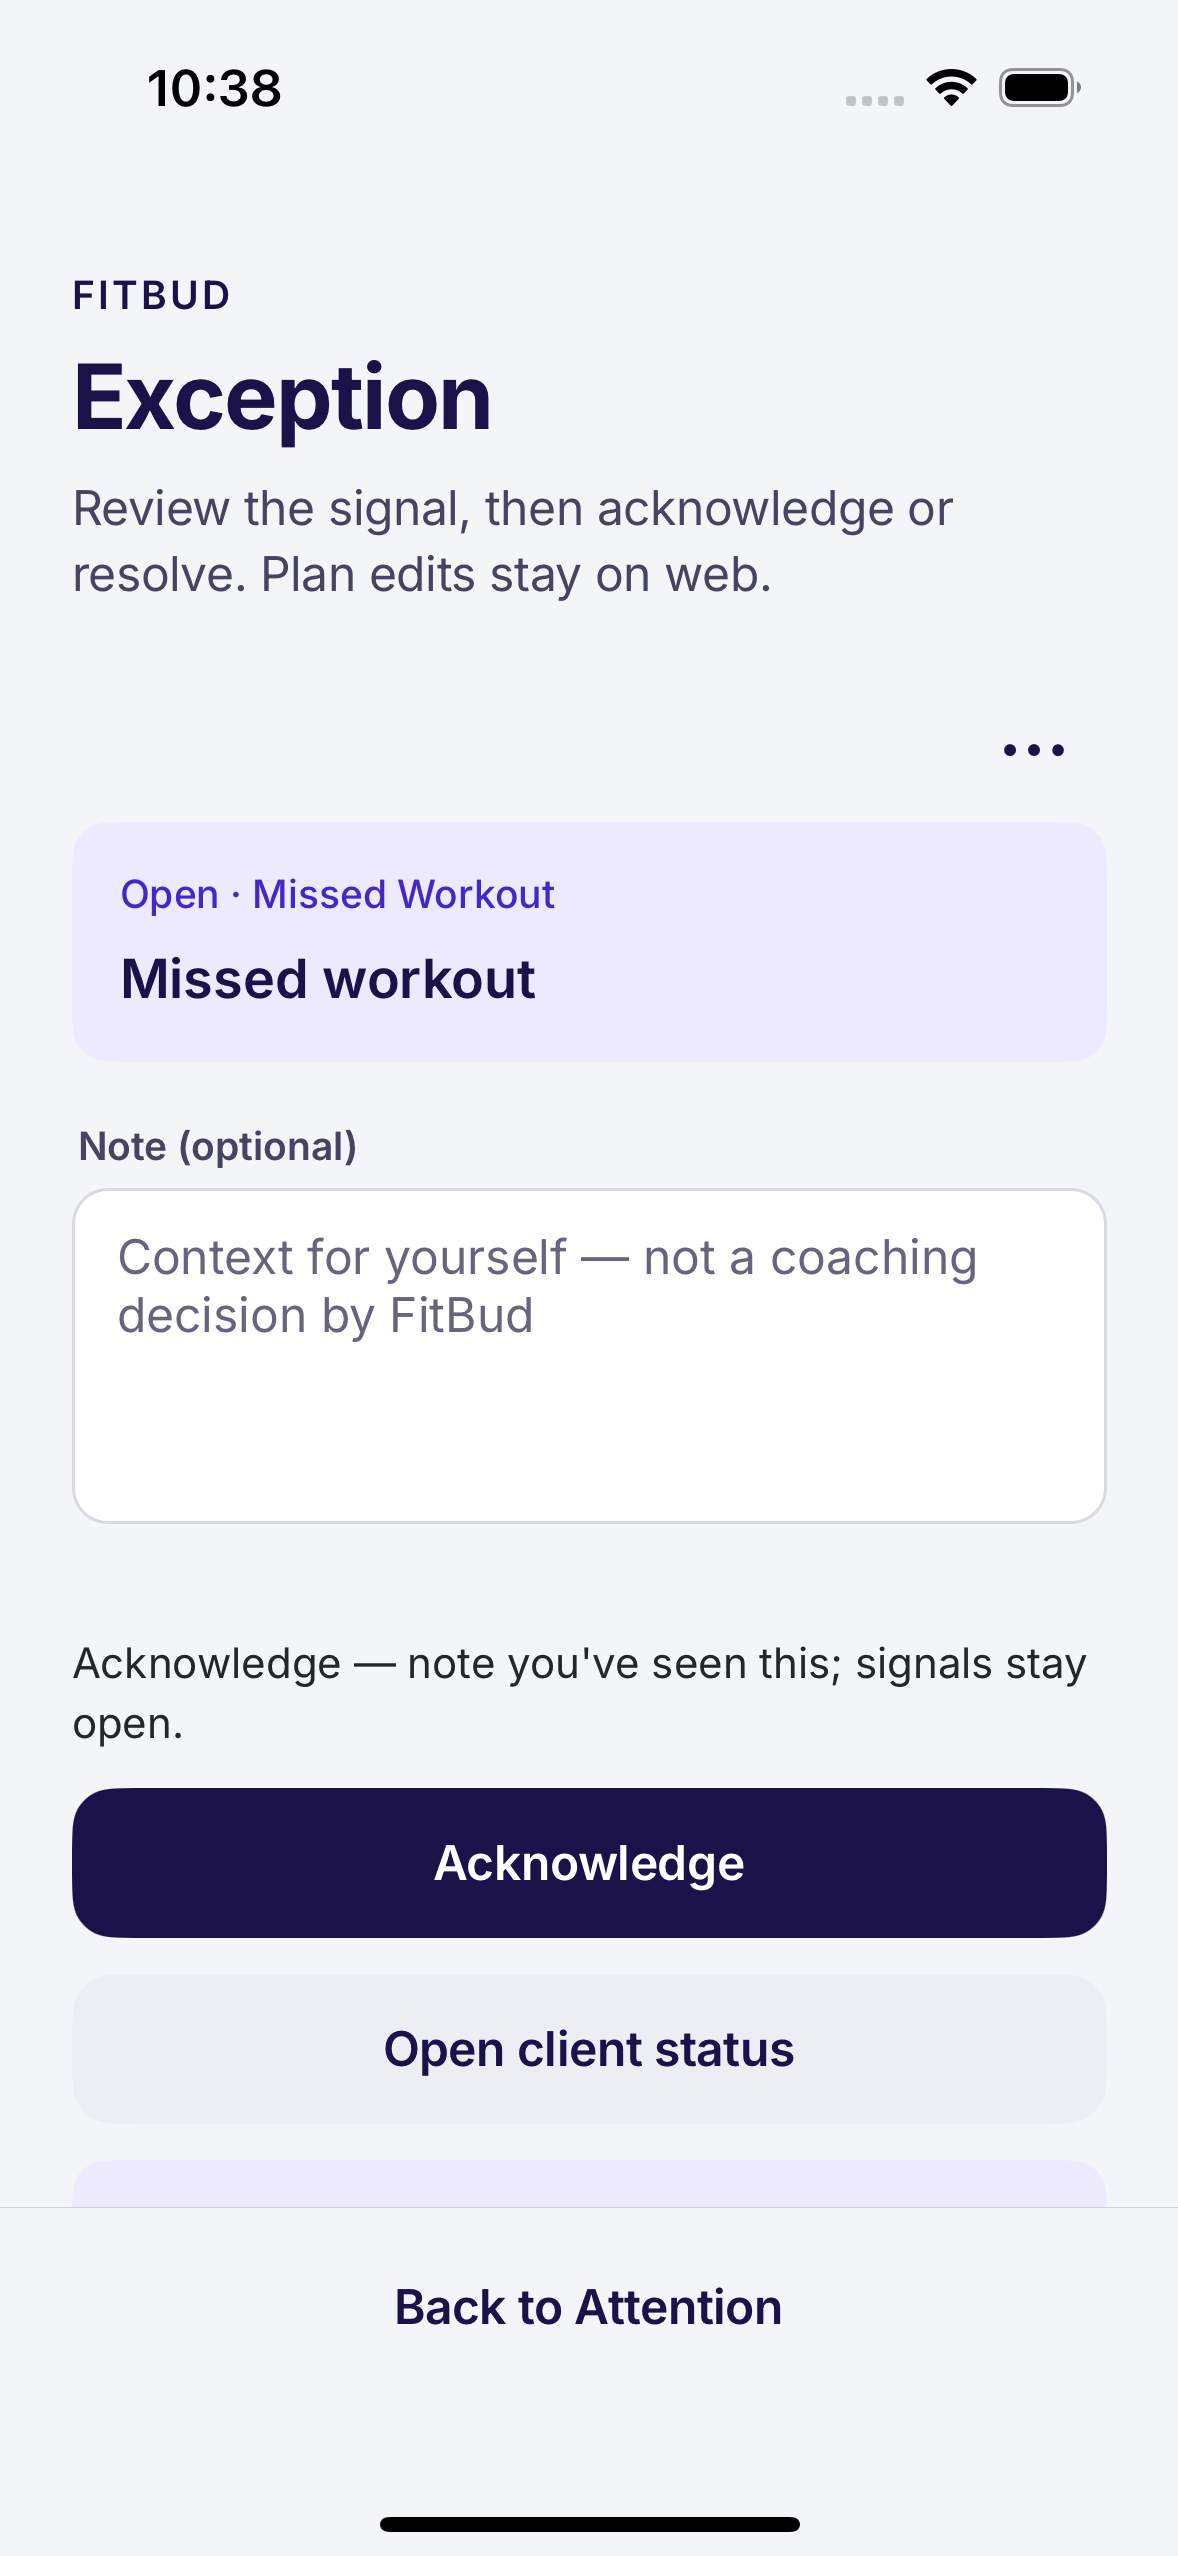 10:38
FITBUD
Exception
Review the signal, then acknowledge or
resolve. Plan edits stay on web.
Open · Missed Workout
Missed workout
Note (optional)
Context for yourself — not a coaching
decision by FitBud
Acknowledge — note you've seen this; signals stay
open.
Acknowledge
Open client status
Back to Attention